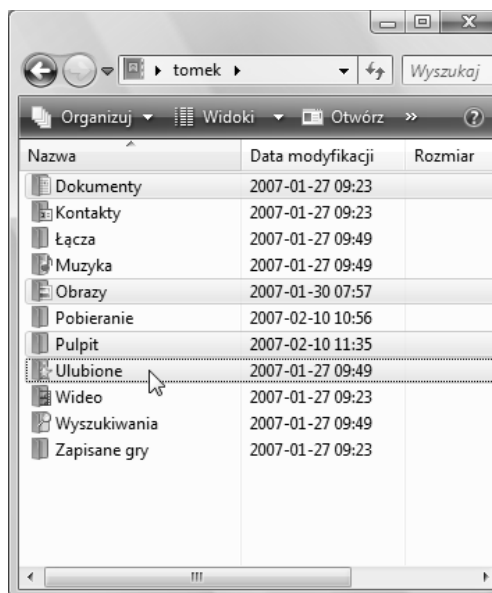 tomek
Wyszukaj
Organizuj Widoki Otwórz »
Nazwa Data modyfikacji Rozmiar
Dokumenty 2007-01-27 09:23
Kontakty 2007-01-27 09:23
Łącza 2007-01-27 09:49
Muzyka 2007-01-27 09:49
Obrazy 2007-01-30 07:57
Pobieranie 2007-02-10 10:56
Pulpit 2007-02-10 11:35
Ulubione 2007-01-27 09:49
Wideo 2007-01-27 09:23
Wyszukiwania 2007-01-27 09:49
Zapisane gry 2007-01-27 09:23